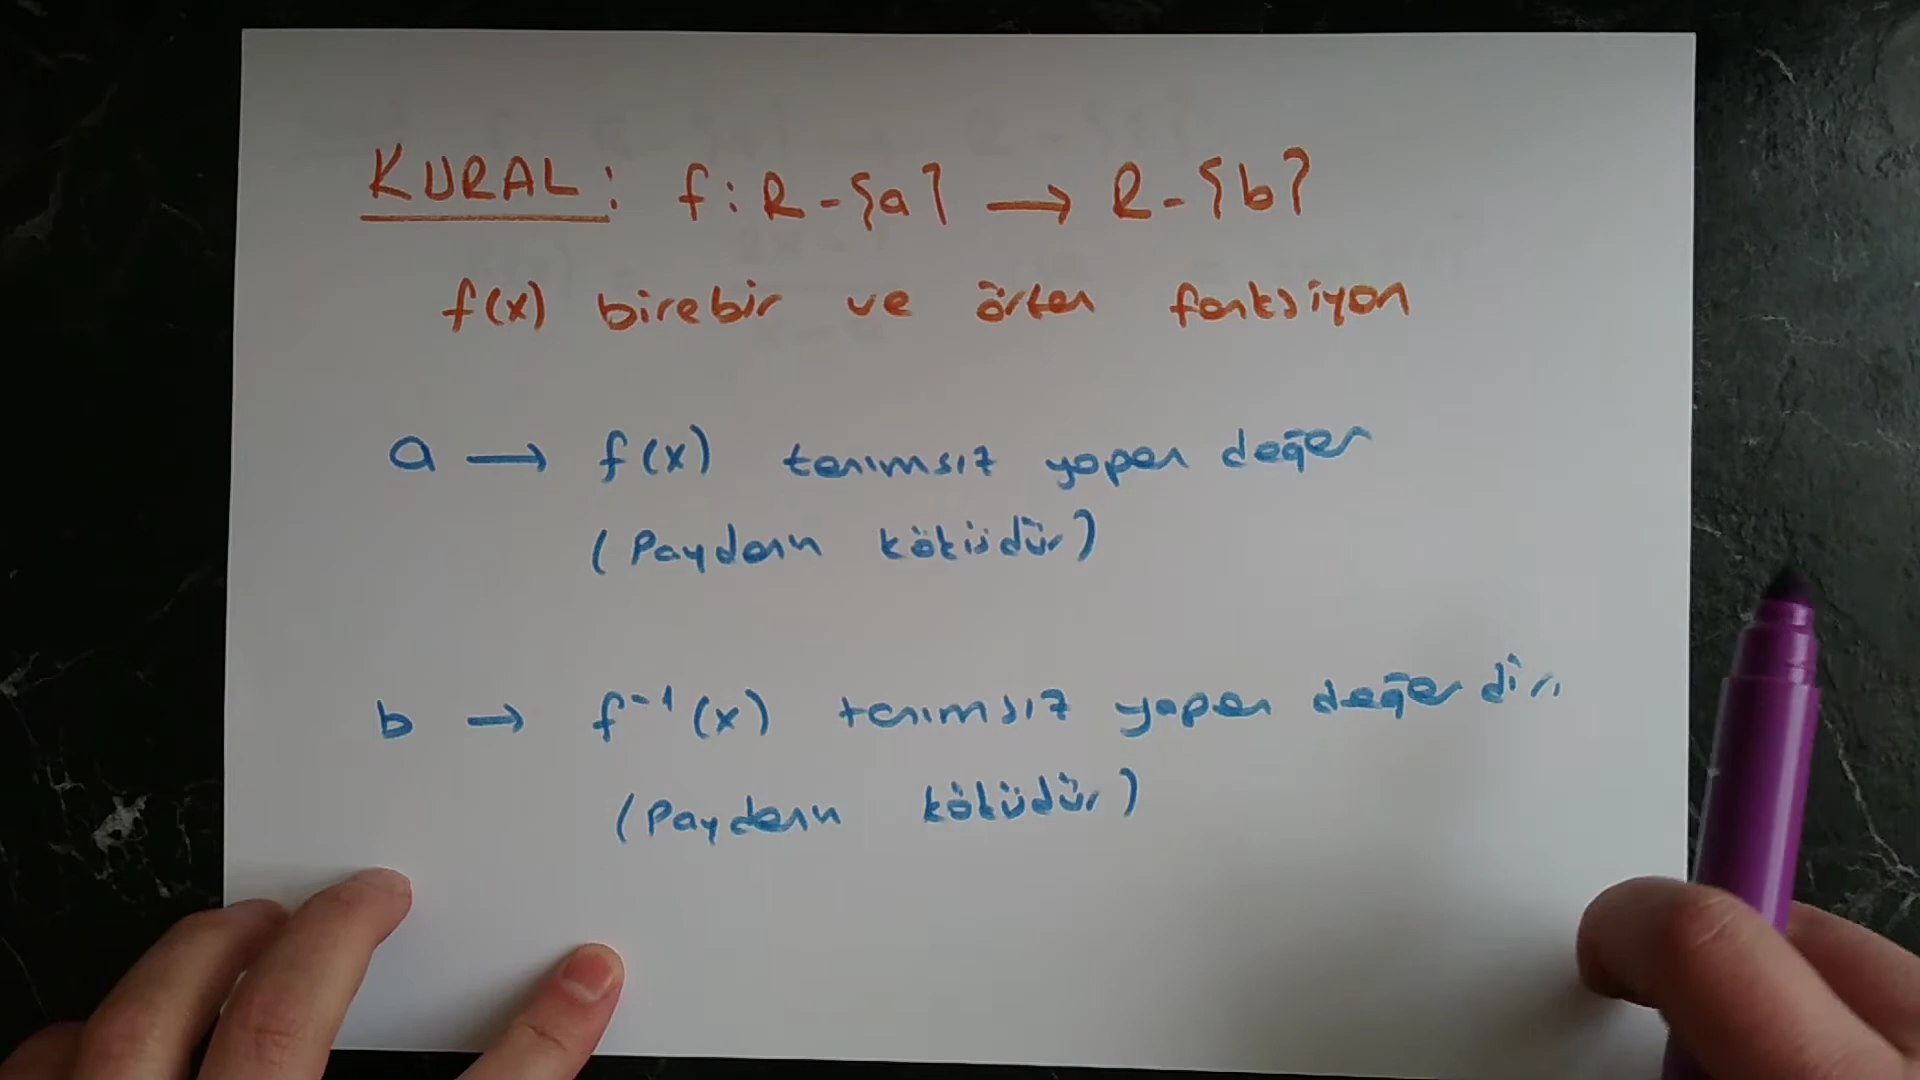 KURAL: f: R-{a} → R-{b}
f(x) birebir ve örten fonksiyon
a → f(x) tanımsız yapan değer
(Paydanın köküdür)
b → f⁻¹(x) tanımsız yapan değerdir.
(Paydanın köküdür)